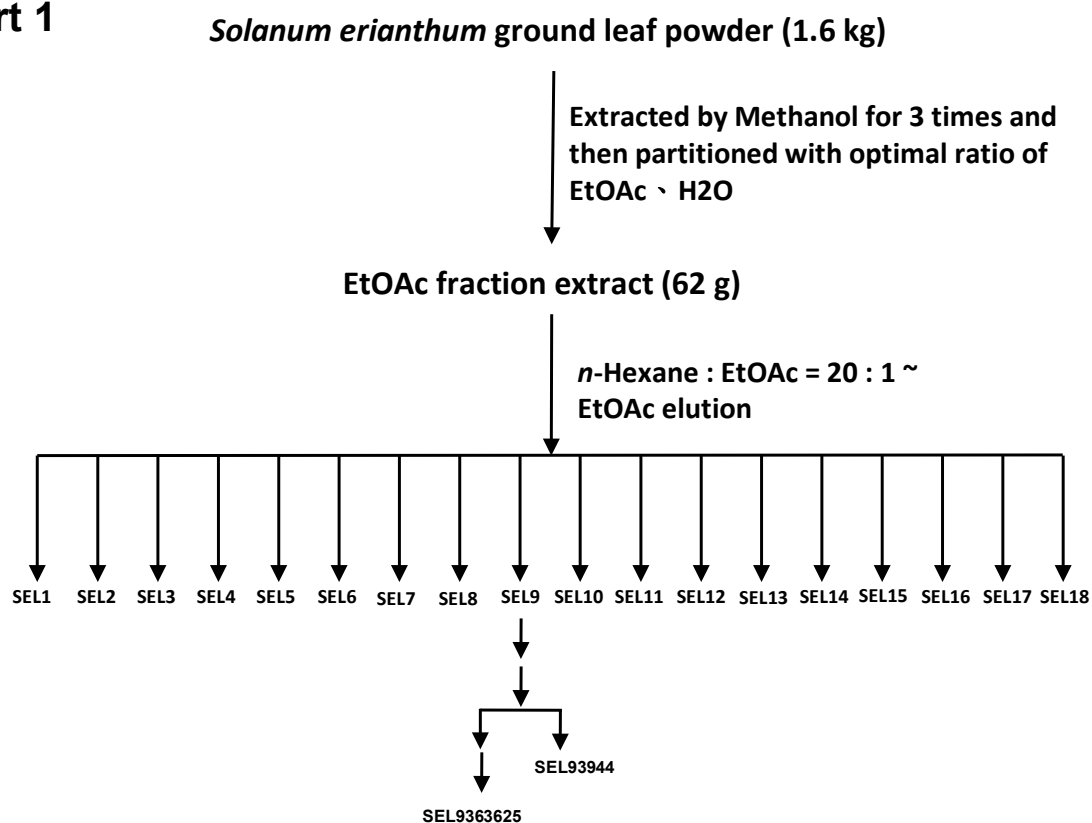 rt 1
Solanum erianthum ground leaf powder (1.6 kg)
Extracted by Methanol for 3 times and
then partitioned with optimal ratio of
EtOAc、H2O
EtOAc fraction extract (62 g)
n-Hexane : EtOAc = 20 : 1 ~
EtOAc elution
SEL1 SEL2 SEL3 SEL4 SEL5 SEL6 SEL7 SEL8 SEL9 SEL10 SEL11 SEL12 SEL13 SEL14 SEL15 SEL16 SEL17 SEL18
SEL93944
SEL9363625